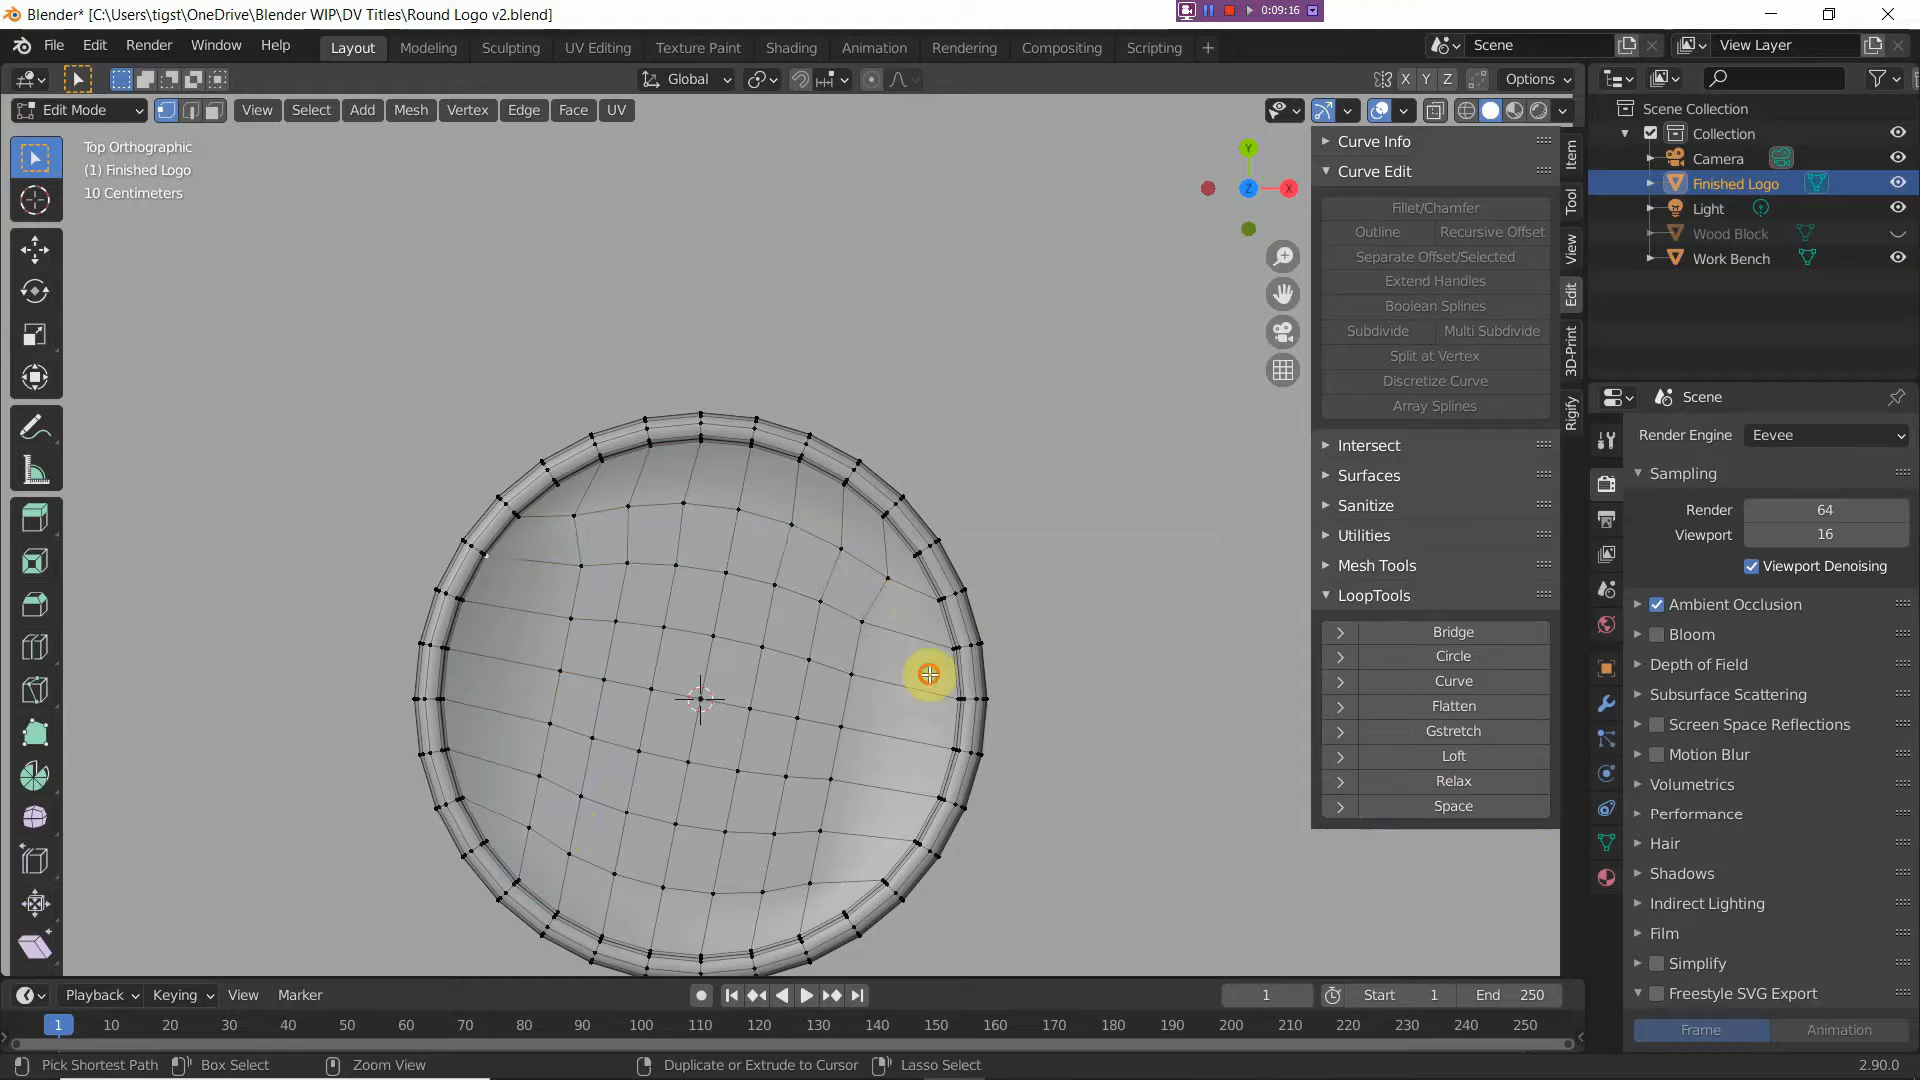 Blender* [C:\Users\tigst\OneDrive\Blender WIP\DV Titles\Round Logo v2.blend]
0:09:16
File Edit Render Window Help
Layout Modeling Sculpting UV Editing Texture Paint Shading Animation Rendering Compositing Scripting +
Scene
View Layer
Global
X Y Z
Options
Edit Mode
View Select Add Mesh Vertex Edge Face UV
Top Orthographic
(1) Finished Logo
10 Centimeters
Y
X
Z
Curve Info
Curve Edit
Fillet/Chamfer
Outline Recursive Offset
Separate Offset/Selected
Extend Handles
Boolean Splines
Subdivide Multi Subdivide
Split at Vertex
Discretize Curve
Array Splines
Intersect
Surfaces
Sanitize
Utilities
Mesh Tools
LoopTools
Bridge
Circle
Curve
Flatten
Gstretch
Loft
Relax
Space
Item
Tool
View
Edit
3D-Print
Rigify
Scene Collection
Collection
Camera
Finished Logo
Light
Wood Block
Work Bench
Scene
Render Engine Eevee
Sampling
Render 64
Viewport 16
Viewport Denoising
Ambient Occlusion
Bloom
Depth of Field
Subsurface Scattering
Screen Space Reflections
Motion Blur
Volumetrics
Performance
Hair
Shadows
Indirect Lighting
Film
Simplify
Freestyle SVG Export
Frame Animation
Playback Keying View Marker
1
Start 1
End 250
1 10 20 30 40 50 60 70 80 90 100 110 120 130 140 150 160 170 180 190 200 210 220 230 240 250
Pick Shortest Path Box Select Zoom View Duplicate or Extrude to Cursor Lasso Select
2.90.0